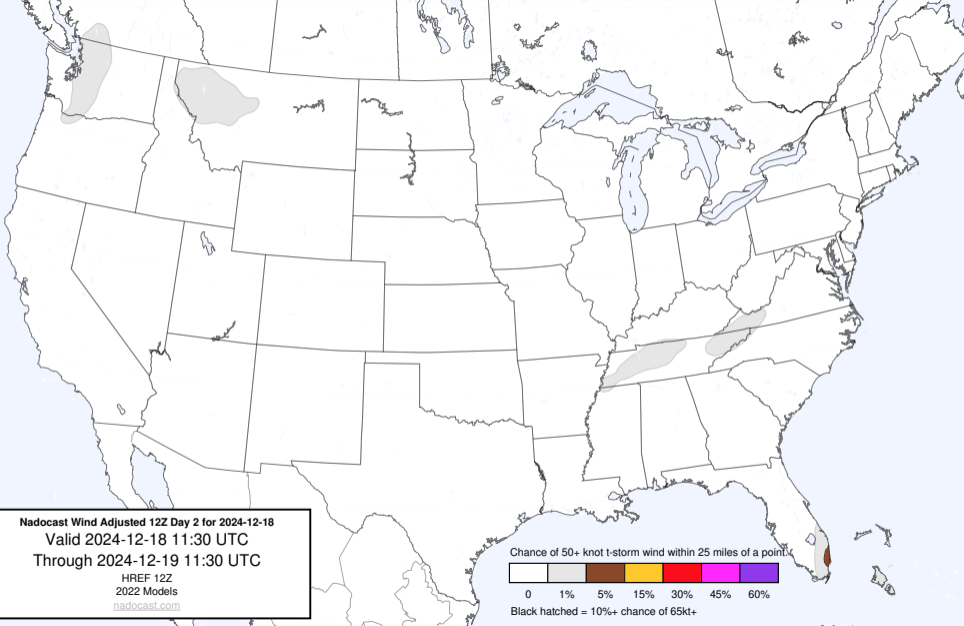 Nadocast Wind Adjusted 12Z Day 2 for 2024-12-18
Valid 2024-12-18 11:30 UTC
Through 2024-12-19 11:30 UTC
HREF 12Z
2022 Models
nadocast.com
Chance of 50+ knot t-storm wind within 25 miles of a point.
0 1% 5% 15% 30% 45% 60%
Black hatched = 10%+ chance of 65kt+